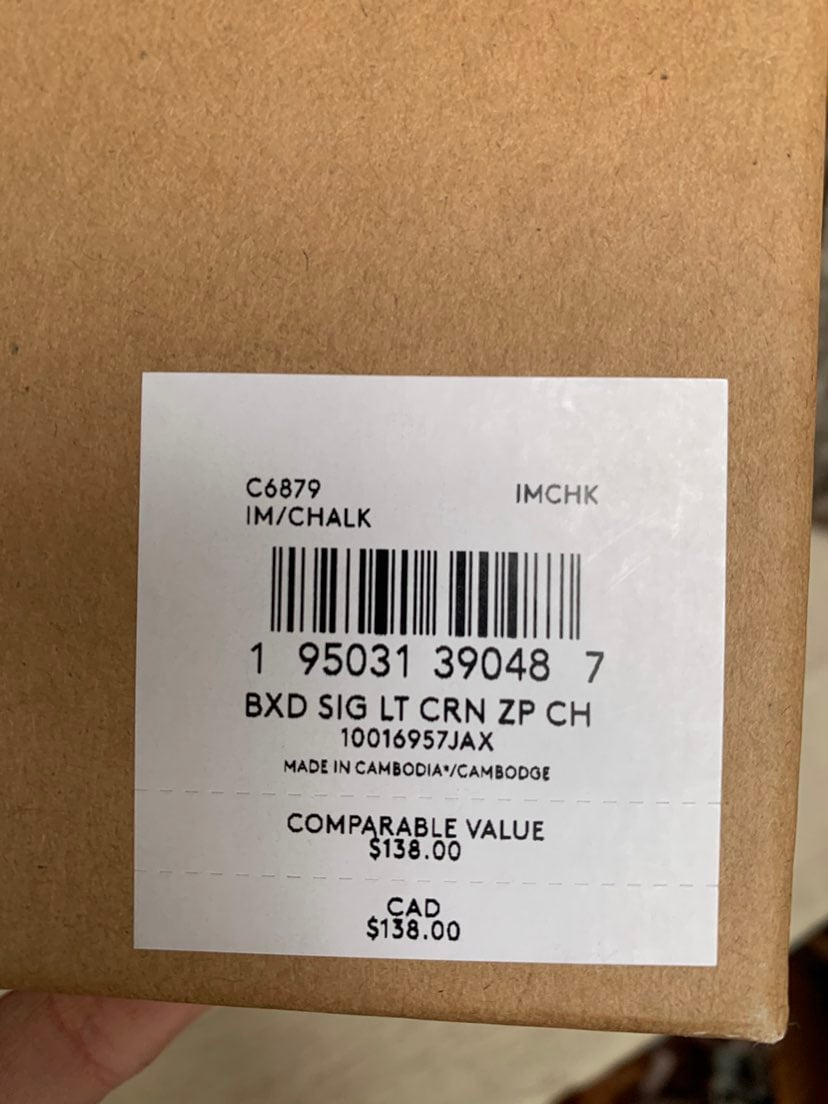 C6879 IMCHK
IM/CHALK
1 95031 39048 7
BXD SIG LT CRN ZP CH
10016957JAX
MADE IN CAMBODIA*/CAMBODGE
COMPARABLE VALUE
$138.00
CAD
$138.00